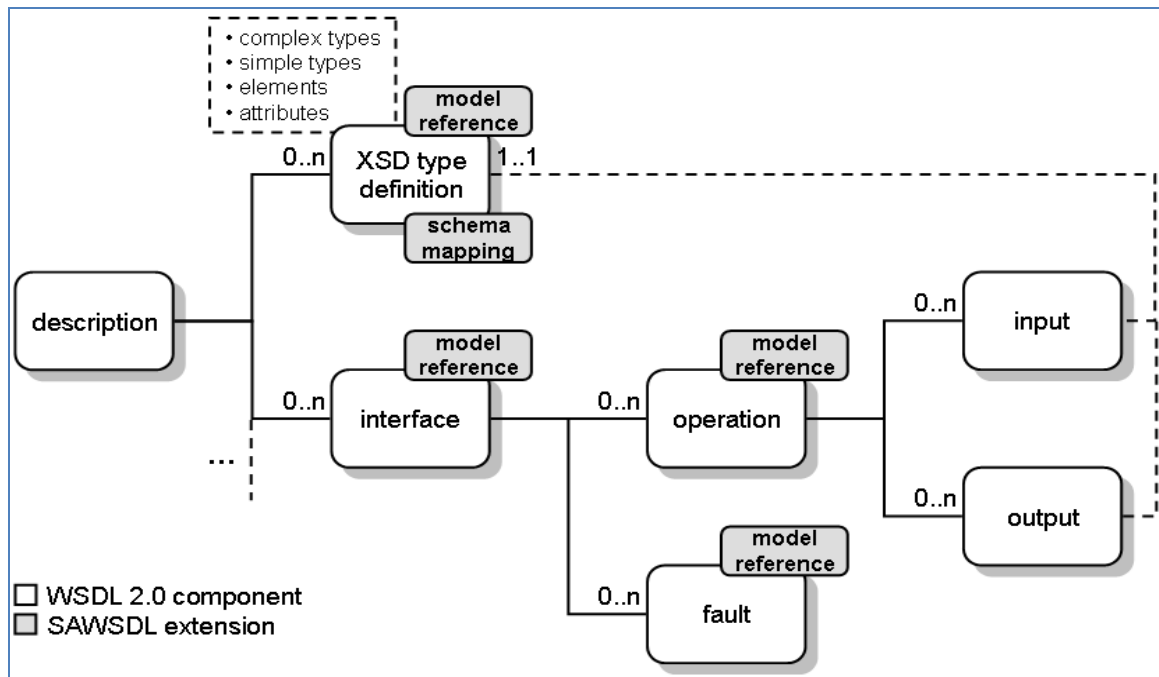 • complex types
• simple types
• elements
• attributes
model
reference
0..n
XSD type
definition
1..1
schema
mapping
description
0..n
input
model
reference
model
reference
0..n
interface
0..n
operation
...
0..n
output
model
reference
0..n
fault
WSDL 2.0 component
SAWSDL extension